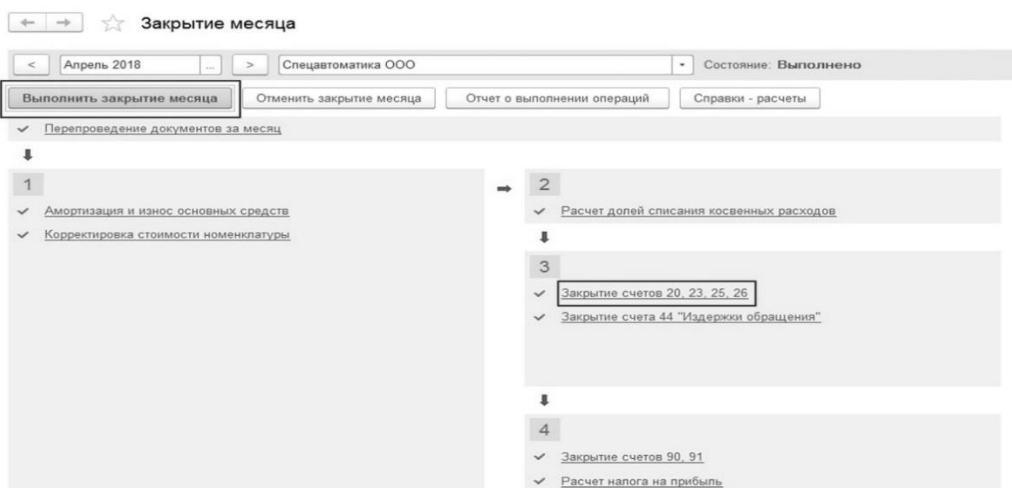 Закрытие месяца
< Апрель 2018 ... > Спецавтоматика ООО Состояние: Выполнено
Выполнить закрытие месяца Отменить закрытие месяца Отчет о выполнении операций Справки - расчеты
Перепроведение документов за месяц
1
Амортизация и износ основных средств
Корректировка стоимости номенклатуры
2
Расчет долей списания косвенных расходов
3
Закрытие счетов 20, 23, 25, 26
Закрытие счета 44 "Издержки обращения"
4
Закрытие счетов 90, 91
Расчет налога на прибыль